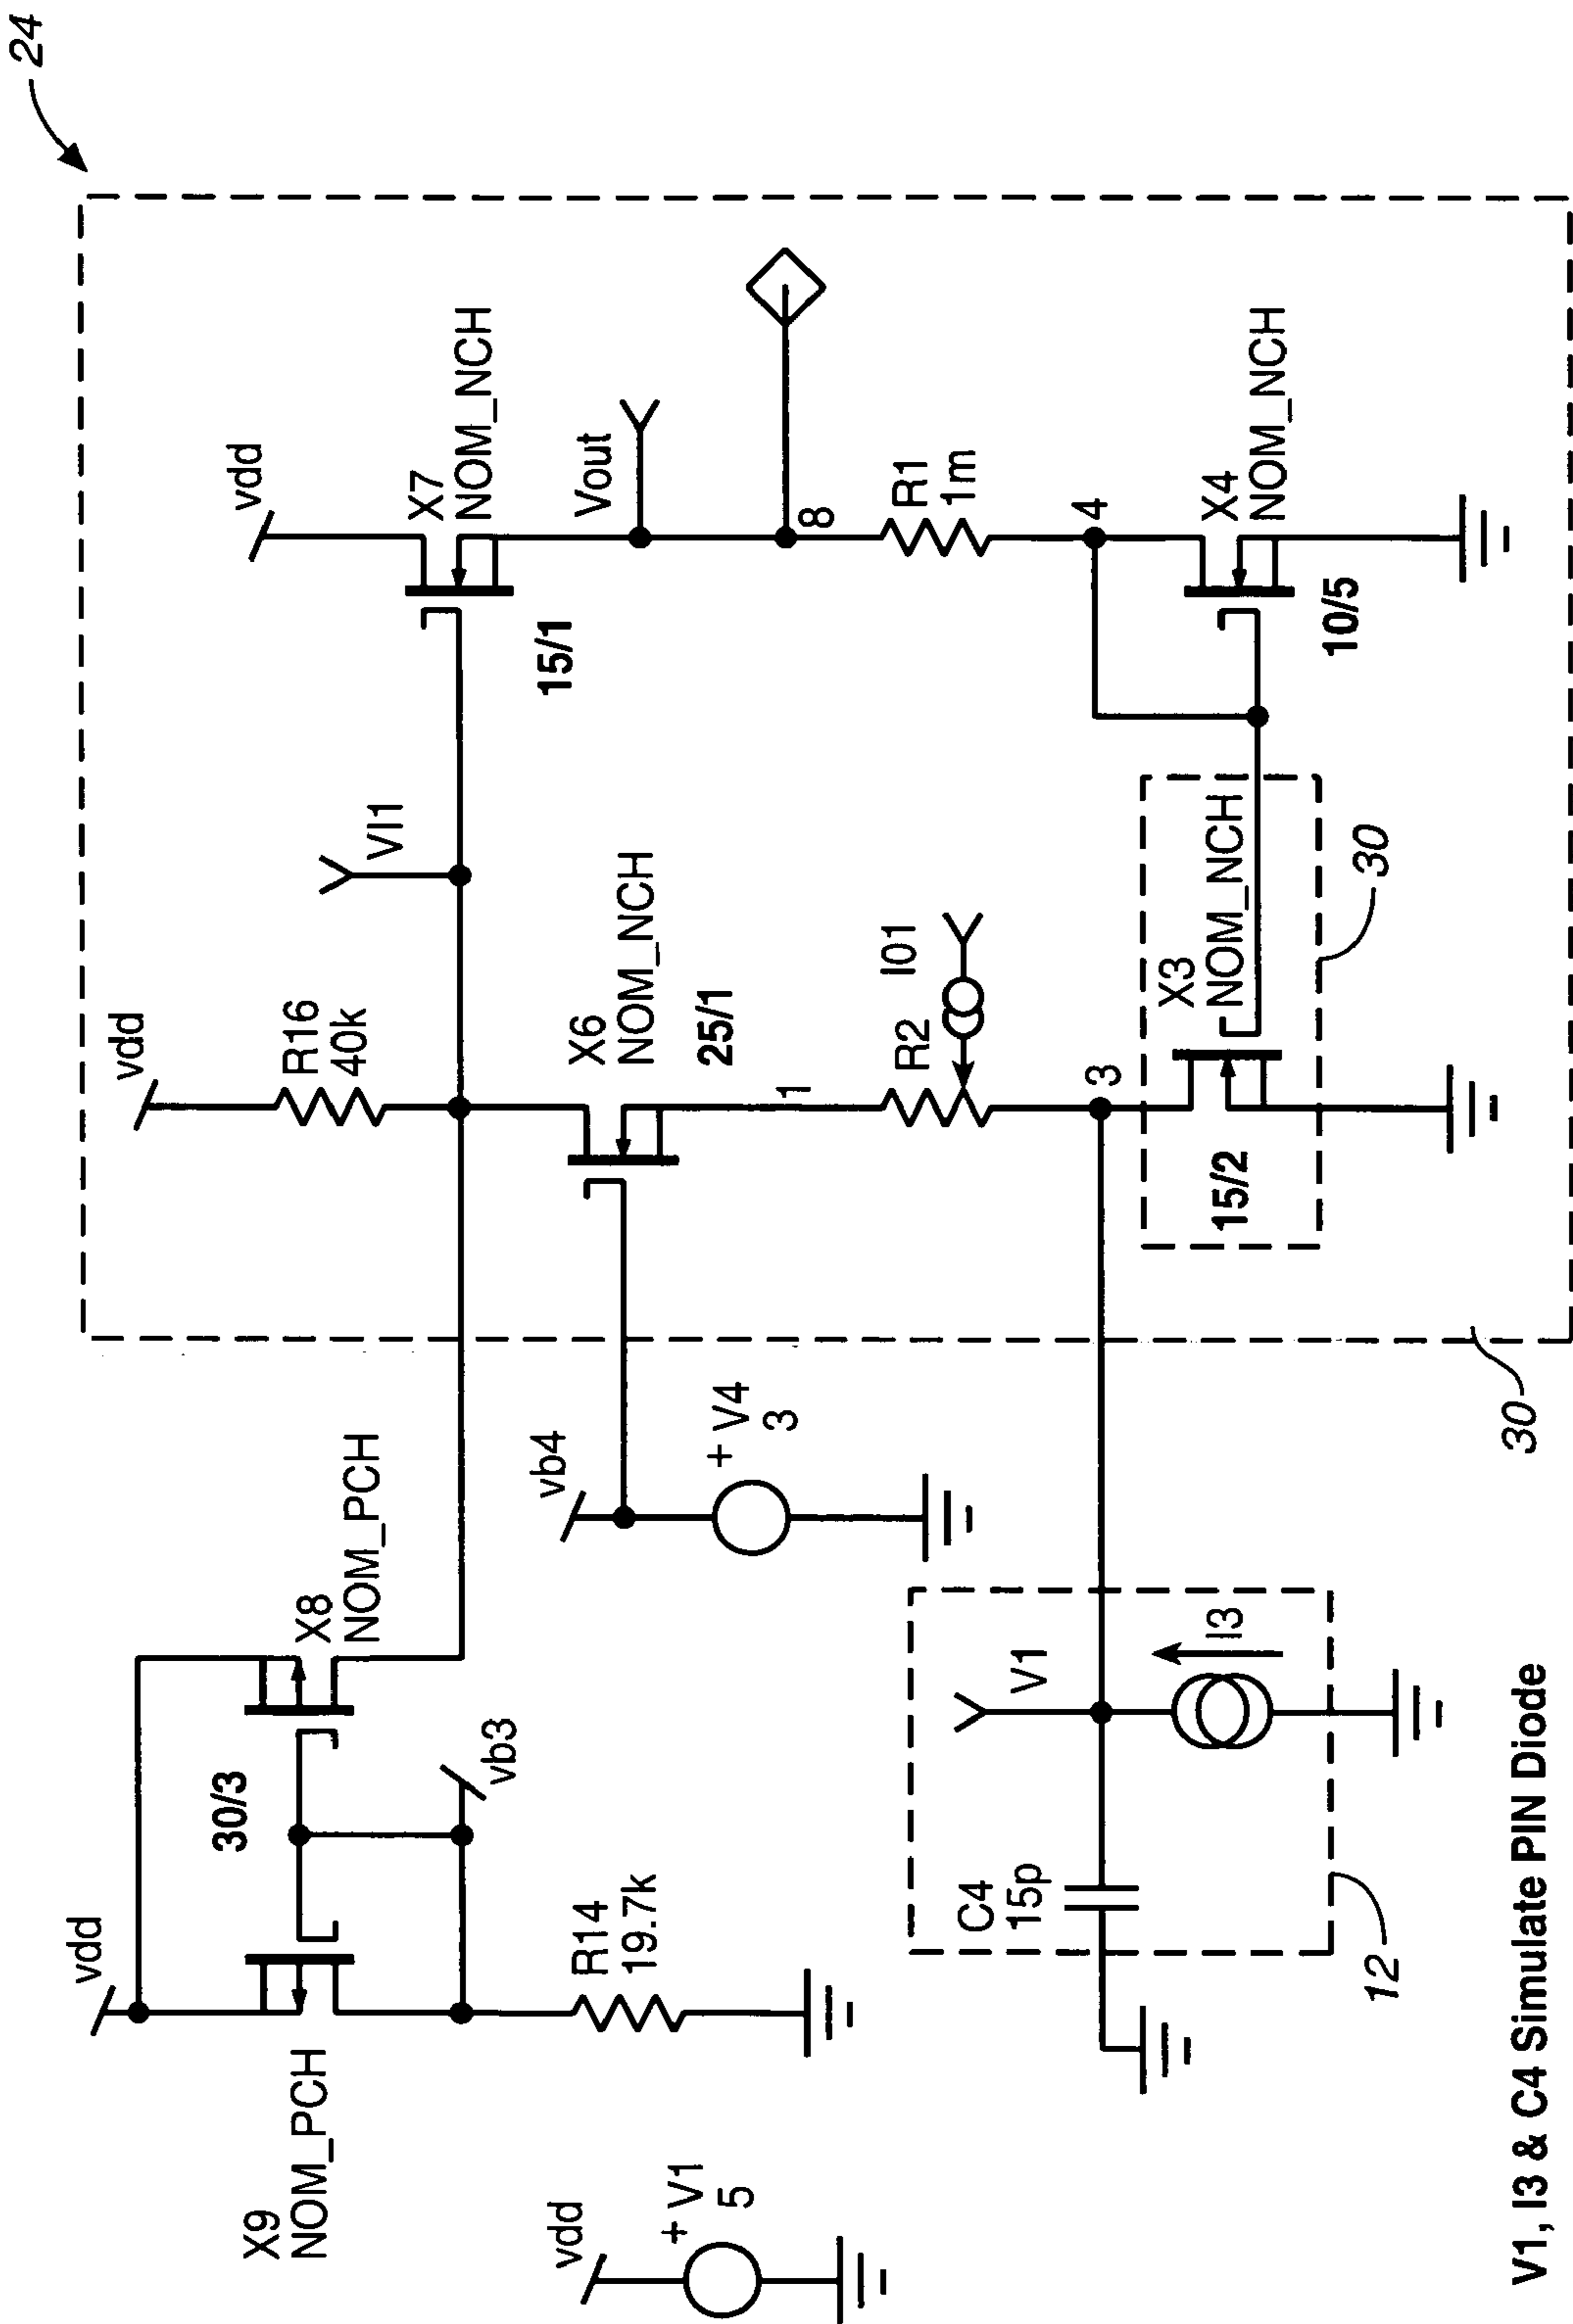 24
vdd
X9
NOM_PCH
30/3
X8
NOM_PCH
vb3
R14
19.7k
vdd
+ V1
5
vdd
R16
40k
VI1
vdd
X7
NOM_NCH
15/1
Vout
8
X6
NOM_NCH
25/1
vb4
+ V4
3
1
R2
I01
R1
1m
4
X4
NOM_NCH
10/5
3
X3
NOM_NCH
15/2
30
30
C4
15p
V1
I3
12
V1, I3 & C4 Simulate PIN Diode